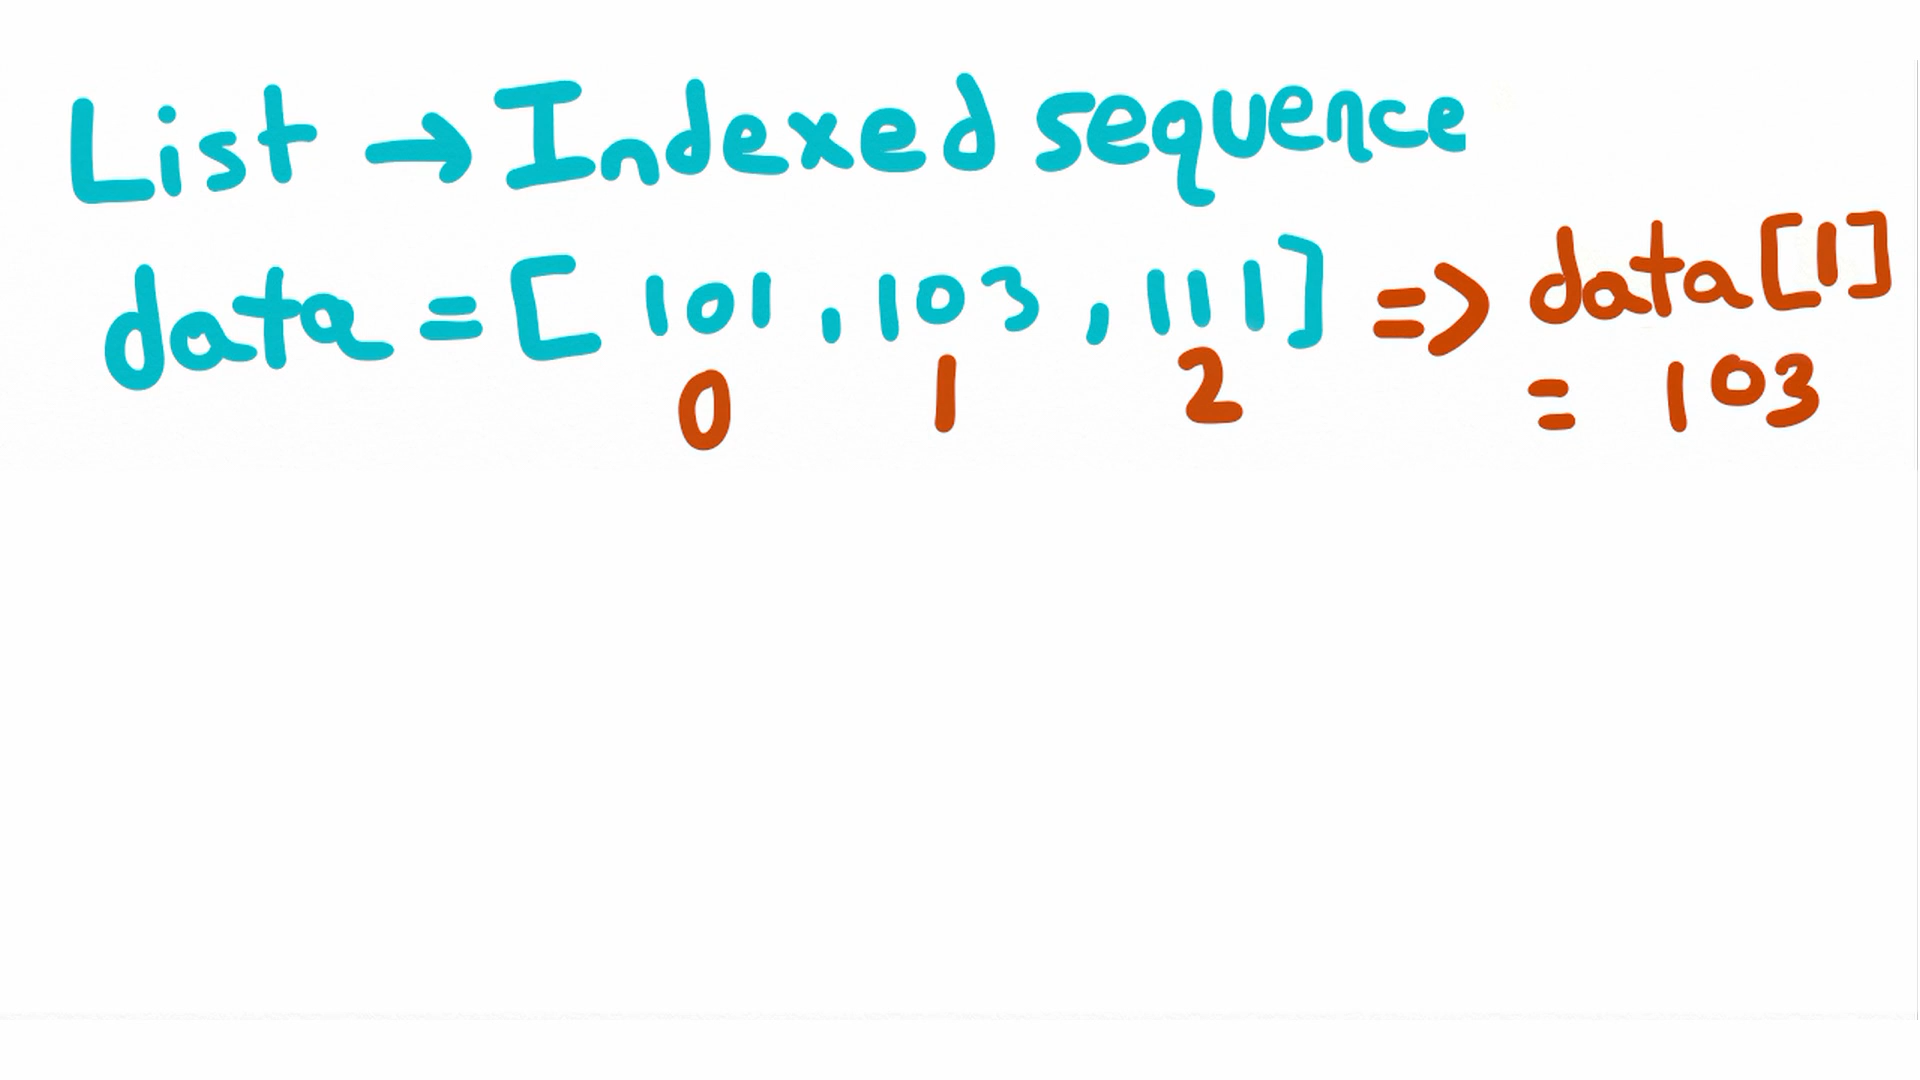 List → Indexed sequence
data = [ 101 , 103 , 111 ] => data[1]
0 1 2 = 103